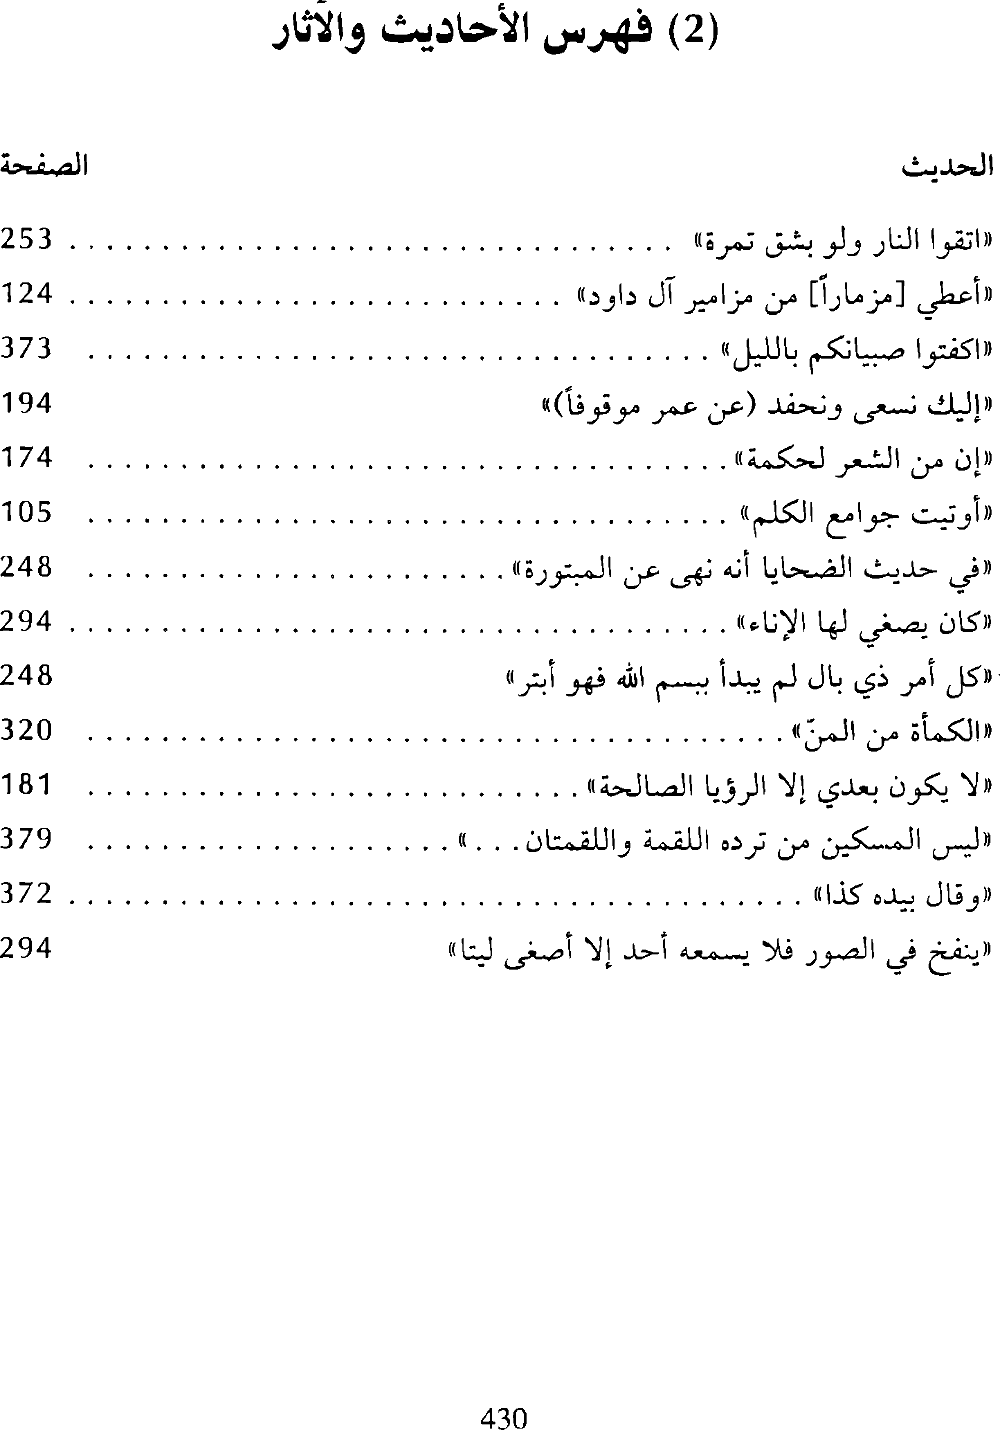 (2) فهرس الأحاديث والآثار
الحديث الصفحة
«اتقوا النار ولو بشق تمرة» . . . . . . . . . . . . . . . . . . . . . . . . . . . . . . . . . 253
«أعطي [مزماراً] من مزامير آل داود» . . . . . . . . . . . . . . . . . . . . . . . . . . . 124
«اكفتوا صبيانكم بالليل» . . . . . . . . . . . . . . . . . . . . . . . . . . . . . . . . . . 373
«إليك نسعى ونحفد (عن عمر موقوفاً)» 194
«إن من الشعر لحكمة» . . . . . . . . . . . . . . . . . . . . . . . . . . . . . . . . . . . 174
«أوتيت جوامع الكلم» . . . . . . . . . . . . . . . . . . . . . . . . . . . . . . . . . . . 105
«في حديث الضحايا أنه نهى عن المبتورة» . . . . . . . . . . . . . . . . . . . . . . . 248
«كان يصغي لها الإناء» . . . . . . . . . . . . . . . . . . . . . . . . . . . . . . . . . . . . 294
«كل أمر ذي بال لم يبدأ ببسم الله فهو أبتر» 248
«الكمأة من المنّ» . . . . . . . . . . . . . . . . . . . . . . . . . . . . . . . . . . . . . . 320
«لا يكون بعدي إلا الرؤيا الصالحة» . . . . . . . . . . . . . . . . . . . . . . . . . . . 181
«ليس المسكين من ترده اللقمة واللقمتان . . . » . . . . . . . . . . . . . . . . . . . . 379
«وقال بيده كذا» . . . . . . . . . . . . . . . . . . . . . . . . . . . . . . . . . . . . . . . . 372
«ينفخ في الصور فلا يسمعه أحد إلا أصغى ليتا» 294
430